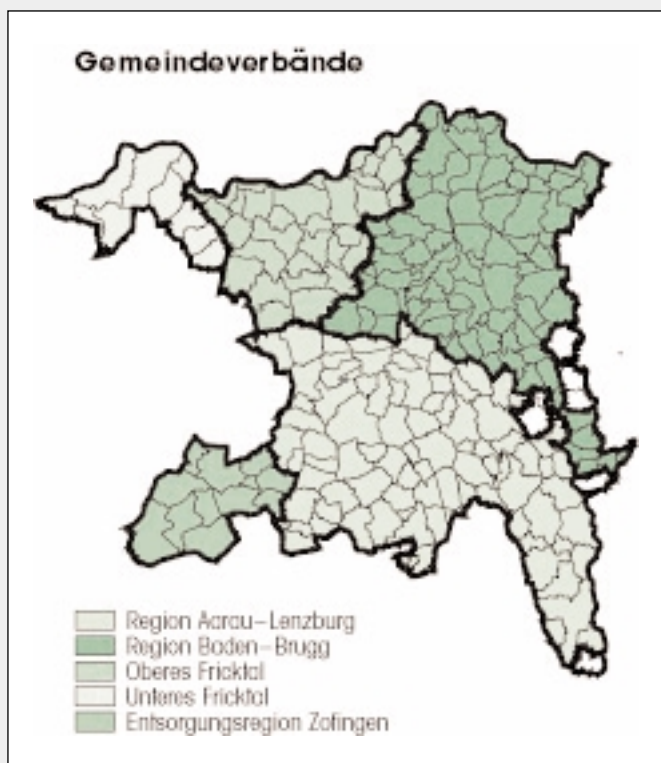 Gemeindeverbände
Region Aarau–Lenzburg
Region Baden–Brugg
Oberes Fricktal
Unteres Fricktal
Entsorgungsregion Zofingen